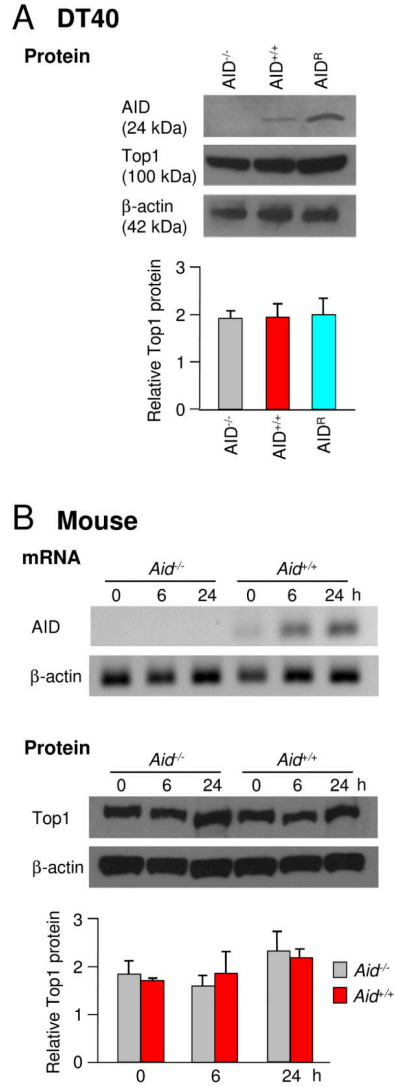 A DT40
Protein
AID-/- AID+/+ AIDR
AID
(24 kDa)
Top1
(100 kDa)
β-actin
(42 kDa)
Relative Top1 protein
3
2
1
0
AID-/- AID+/+ AIDR
B Mouse
mRNA
Aid-/- Aid+/+
0 6 24 0 6 24 h
AID
β-actin
Protein
Aid-/- Aid+/+
0 6 24 0 6 24 h
Top1
β-actin
Relative Top1 protein
3
2
1
0
Aid-/-
Aid+/+
0 6 24 h